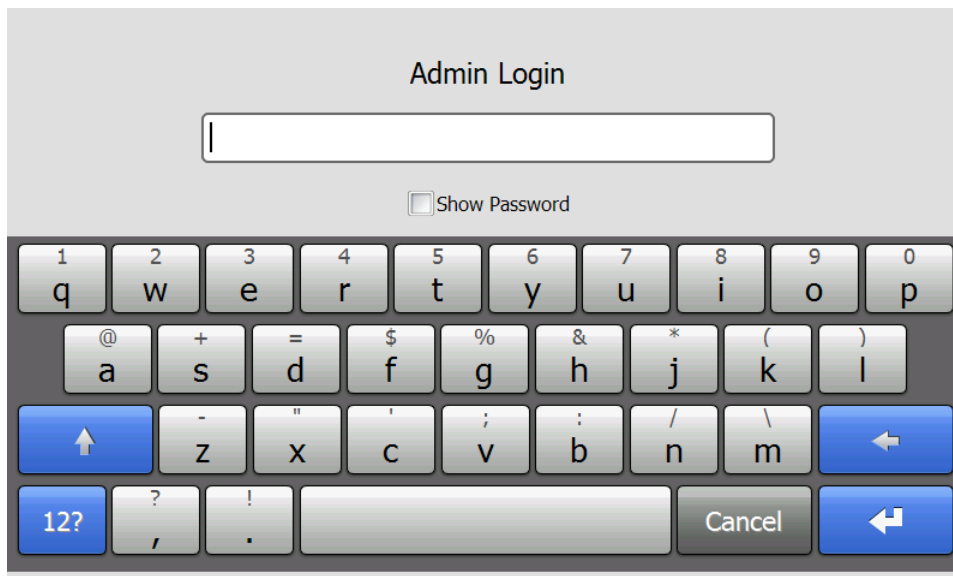 Admin Login
Show Password
1 2 3 4 5 6 7 8 9 0
q w e r t y u i o p
@ + = $ % & * ( )
a s d f g h j k l
- " ' ; : / \
z x c v b n m
? !
12? , . Cancel